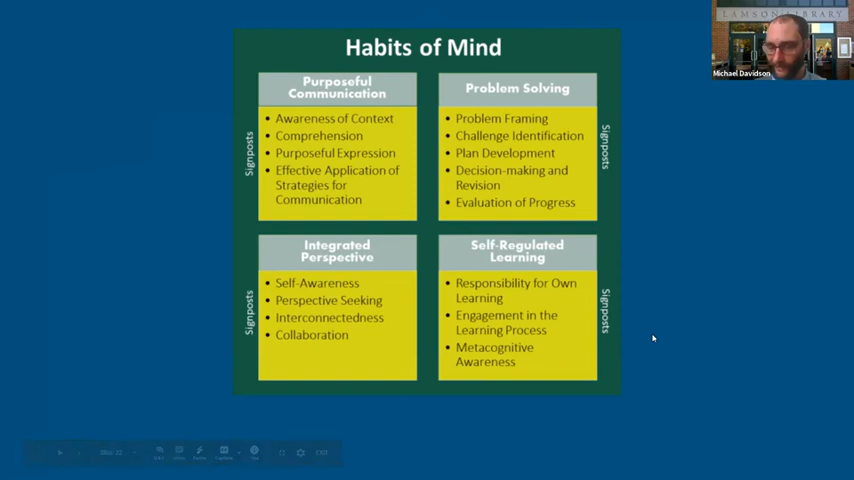 LAMSON LIBRARY
Michael Davidson
Habits of Mind
Purposeful
Communication
Signposts
• Awareness of Context
• Comprehension
• Purposeful Expression
• Effective Application of
Strategies for
Communication
Problem Solving
• Problem Framing
• Challenge Identification
• Plan Development
• Decision-making and
Revision
• Evaluation of Progress
Signposts
Integrated
Perspective
Signposts
• Self-Awareness
• Perspective Seeking
• Interconnectedness
• Collaboration
Self-Regulated
Learning
• Responsibility for Own
Learning
• Engagement in the
Learning Process
• Metacognitive
Awareness
Signposts